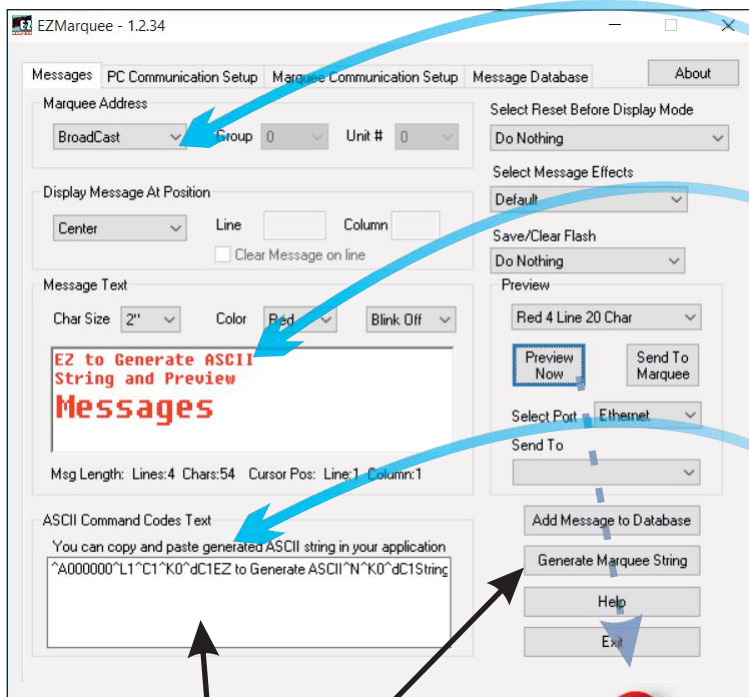 EZMarquee - 1.2.34
Messages PC Communication Setup Marquee Communication Setup Message Database About
Marquee Address
BroadCast Group 0 Unit # 0
Display Message At Position
Center Line Column
Clear Message on line
Message Text
Char Size 2" Color Red Blink Off
EZ to Generate ASCII
String and Preview
Messages
Msg Length: Lines:4 Chars:54 Cursor Pos: Line:1 Column:1
ASCII Command Codes Text
You can copy and paste generated ASCII string in your application
^A000000^L1^C1^K0^dC1EZ to Generate ASCII^N^K0^dC1String
Select Reset Before Display Mode
Do Nothing
Select Message Effects
Default
Save/Clear Flash
Do Nothing
Preview
Red 4 Line 20 Char
Preview
Now
Send To
Marquee
Select Port Ethernet
Send To
Add Message to Database
Generate Marquee String
Help
Exit